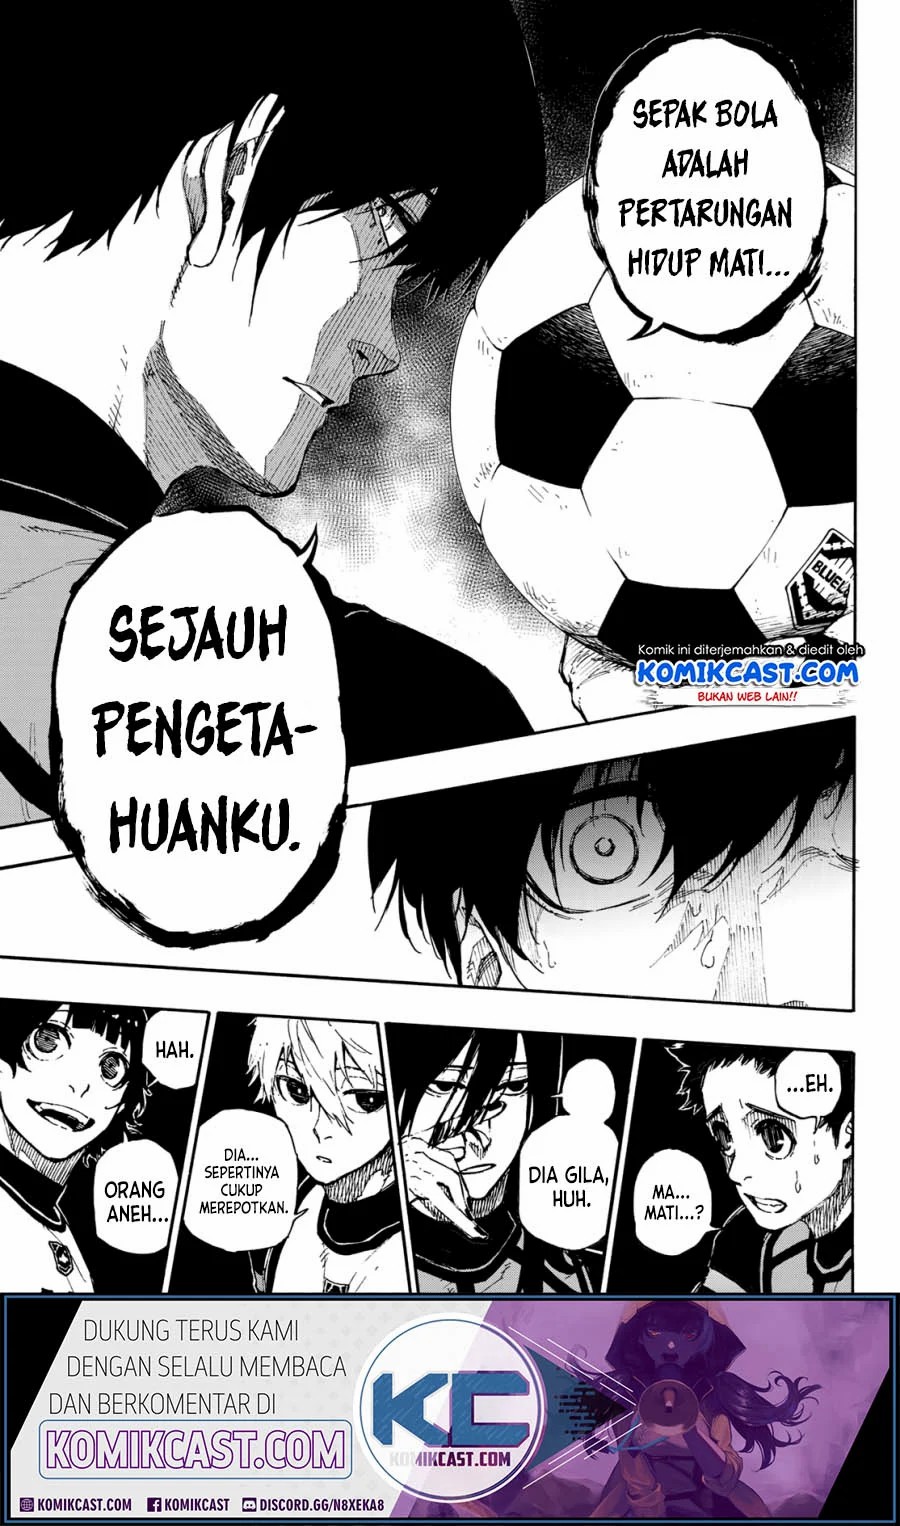 SEPAK BOLA
ADALAH
PERTARUNGAN
HIDUP MATI...
BLUEL
Komik ini diterjemahkan & diedit oleh
KOMIKCAST.COM
BUKAN WEB LAIN!!
SEJAUH
PENGETA-
HUANKU.
...EH.
MA...
MATI...?
DIA GILA,
HUH.
DIA...
SEPERTINYA
CUKUP
MEREPOTKAN.
HAH.
ORANG
ANEH...
DUKUNG TERUS KAMI
DENGAN SELALU MEMBACA
DAN BERKOMENTAR DI
KOMIKCAST.COM
KC
KOMIKCAST.COM
KOMIKCAST.COM
KOMIKCAST
DISCORD.GG/N8XEKA8